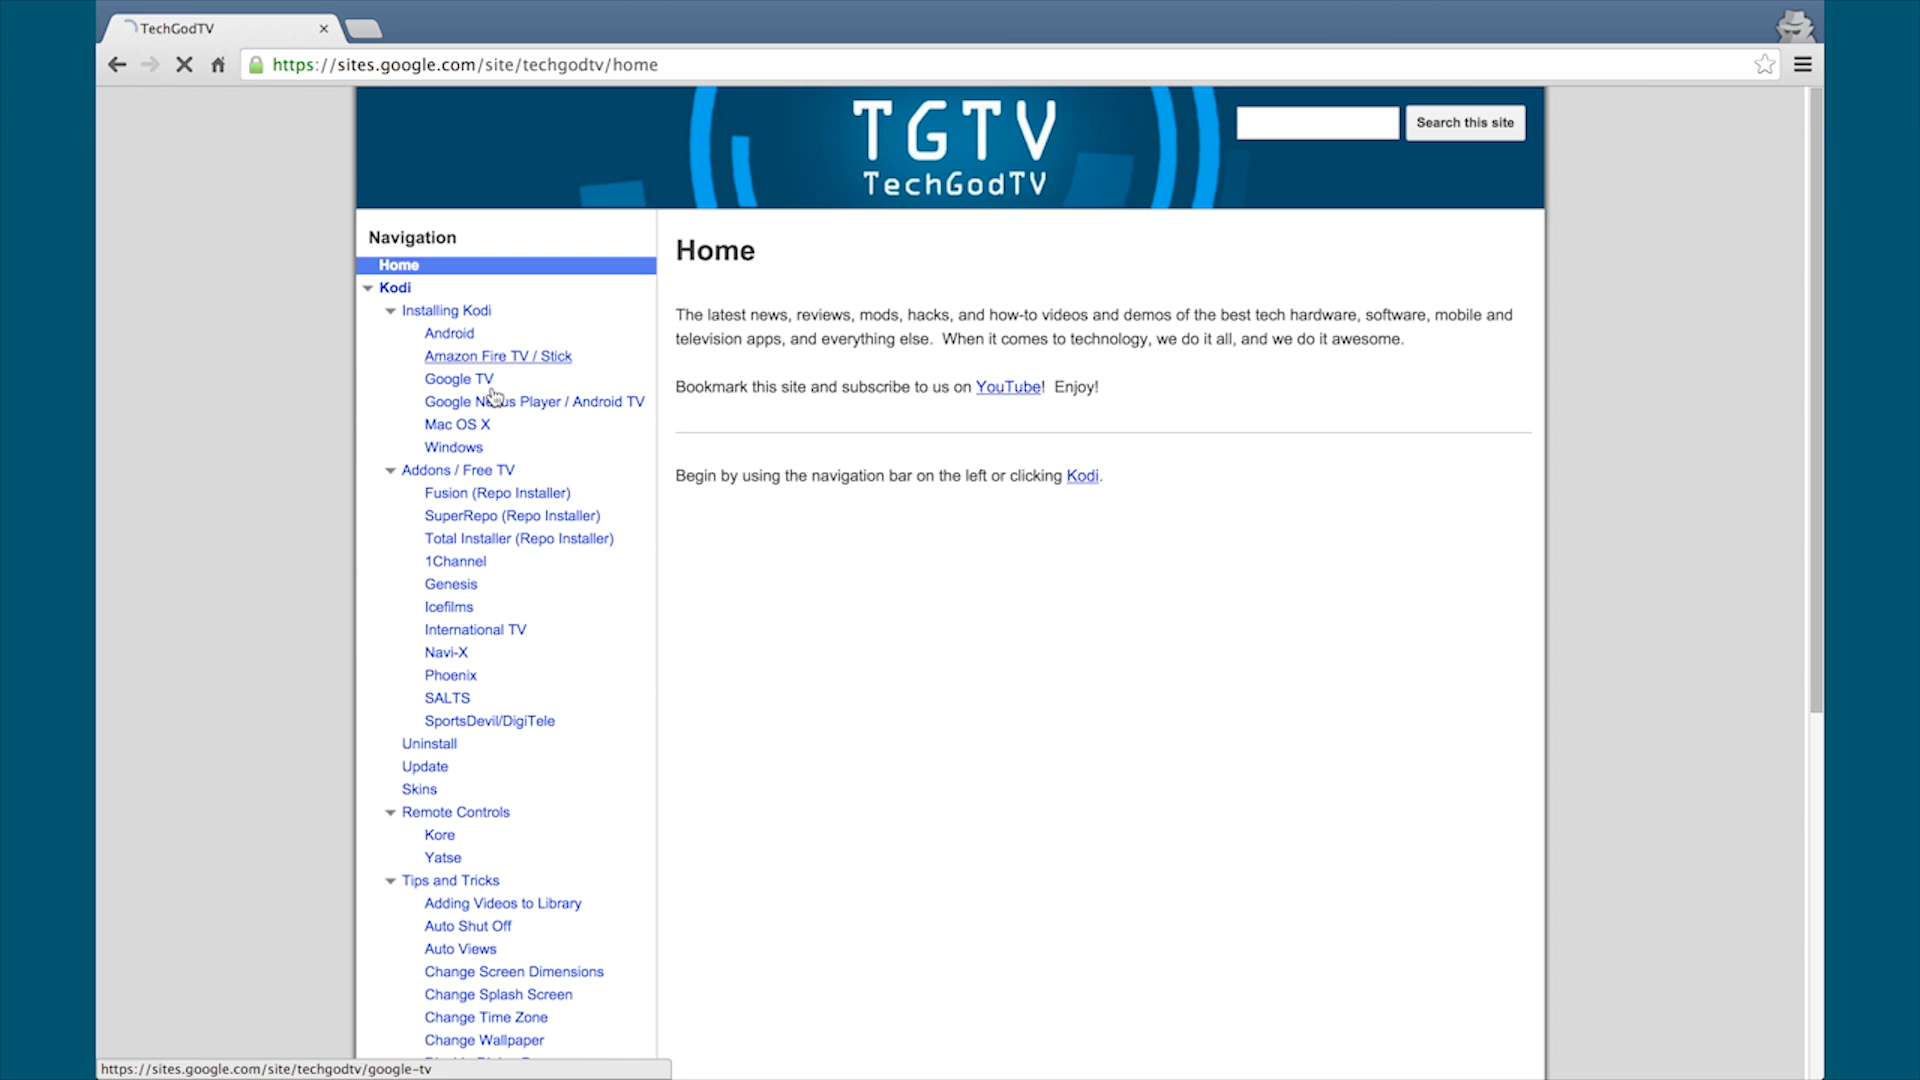 TechGodTV
https://sites.google.com/site/techgodtv/home
TGTV
TechGodTV
Search this site
Navigation
Home
Kodi
Installing Kodi
Android
Amazon Fire TV / Stick
Google TV
Google Player / Android TV
Mac OS X
Windows
Addons / Free TV
Fusion (Repo Installer)
SuperRepo (Repo Installer)
Total Installer (Repo Installer)
1Channel
Genesis
Icefilms
International TV
Navi-X
Phoenix
SALTS
SportsDevil/DigiTele
Uninstall
Update
Skins
Remote Controls
Kore
Yatse
Tips and Tricks
Adding Videos to Library
Auto Shut Off
Auto Views
Change Screen Dimensions
Change Splash Screen
Change Time Zone
Change Wallpaper
https://sites.google.com/site/techgodtv/google-tv
Home
The latest news, reviews, mods, hacks, and how-to videos and demos of the best tech hardware, software, mobile and
television apps, and everything else. When it comes to technology, we do it all, and we do it awesome.
Bookmark this site and subscribe to us on YouTube! Enjoy!
Begin by using the navigation bar on the left or clicking Kodi.